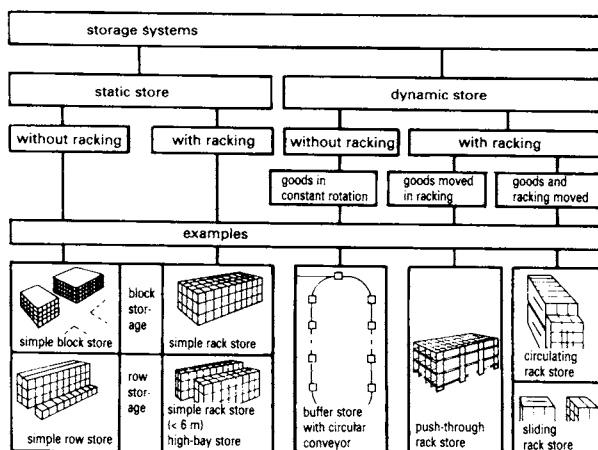 storage systems
static store
dynamic store
without racking
with racking
without racking
with racking
goods in
constant rotation
goods moved
in racking
goods and
racking moved
examples
simple block store
block
stor-
age
simple rack store
simple row store
row
stor-
age
simple rack store
(< 6 m)
high-bay store
buffer store
with circular
conveyor
push-through
rack store
circulating
rack store
sliding
rack store